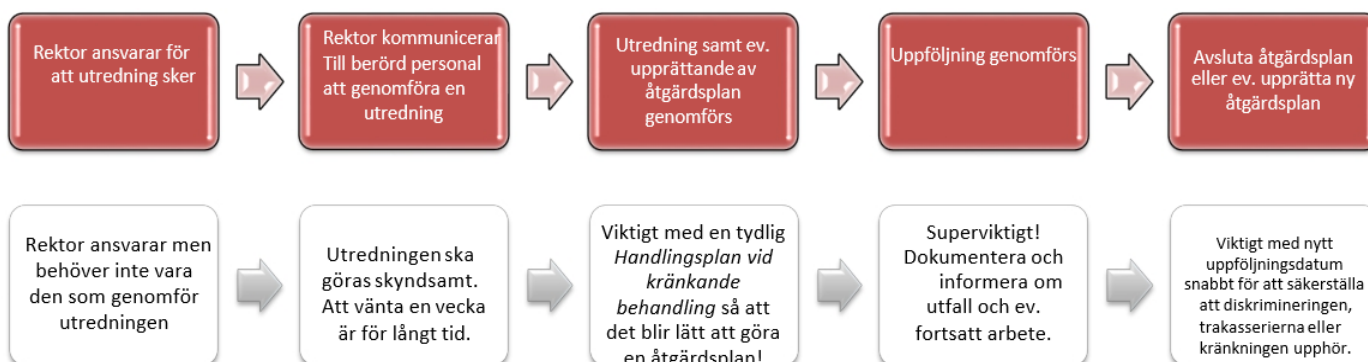 Rektor ansvarar för
att utredning sker
Rektor kommunicerar
Till berörd personal
att genomföra en
utredning
Utredning samt ev.
upprättande av
åtgärdsplan
genomförs
Uppföljning genomförs
Avsluta åtgärdsplan
eller ev. upprätta ny
åtgärdsplan
Rektor ansvarar men
behöver inte vara
den som genomför
utredningen
Utredningen ska
göras skyndsamt.
Att vänta en vecka
är för långt tid.
Viktigt med en tydlig
Handlingsplan vid
kränkande
behandling så att
det blir lätt att göra
en åtgärdsplan!
Superviktigt!
Dokumentera och
informera om
utfall och ev.
fortsatt arbete.
Viktigt med nytt
uppföljningsdatum
snabbt för att säkerställa
att diskrimineringen,
trakasserierna eller
kränkningen upphör.